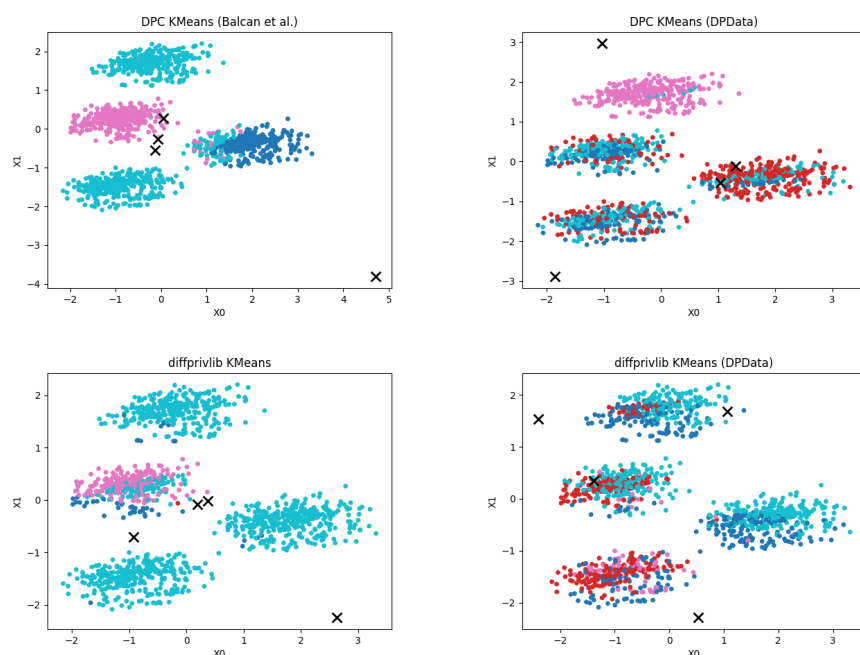 DPC KMeans (Balcan et al.)
2
1
0
−1
−2
−3
−4
X1
−2 −1 0 1 2 3 4 5
X0
DPC KMeans (DPData)
3
2
1
0
−1
−2
−3
X1
−2 −1 0 1 2 3
X0
diffprivlib KMeans
2
1
0
−1
−2
X1
−2 −1 0 1 2 3
X0
diffprivlib KMeans (DPData)
2
1
0
−1
−2
X1
−2 −1 0 1 2 3
X0